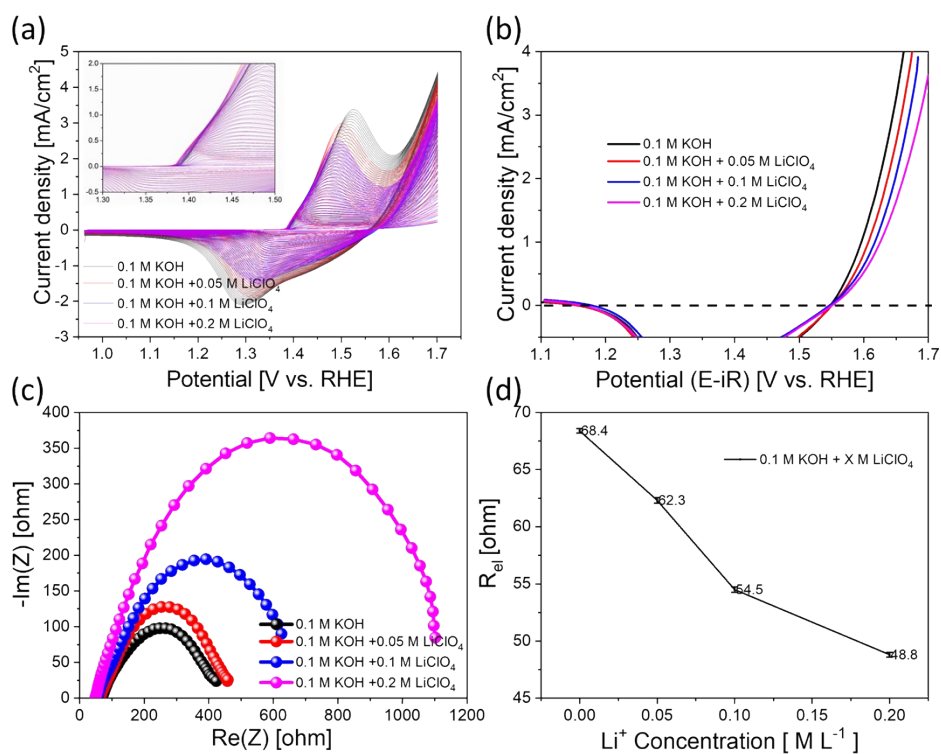 (a)
Current density [mA/cm²]
5
4
3
2
1
0
-1
-2
-3
2.0
1.5
1.0
0.5
0.0
-0.5
1.30 1.35 1.40 1.45 1.50
0.1 M KOH
0.1 M KOH +0.05 M LiClO₄
0.1 M KOH +0.1 M LiClO₄
0.1 M KOH +0.2 M LiClO₄
1.0 1.1 1.2 1.3 1.4 1.5 1.6 1.7
Potential [V vs. RHE]
(b)
Current density [mA/cm²]
4
3
2
1
0
0.1 M KOH
0.1 M KOH + 0.05 M LiClO₄
0.1 M KOH + 0.1 M LiClO₄
0.1 M KOH + 0.2 M LiClO₄
1.1 1.2 1.3 1.4 1.5 1.6 1.7
Potential (E-iR) [V vs. RHE]
(c)
-Im(Z) [ohm]
400
350
300
250
200
150
100
50
0
0.1 M KOH
0.1 M KOH +0.05 M LiClO₄
0.1 M KOH +0.1 M LiClO₄
0.1 M KOH +0.2 M LiClO₄
0 200 400 600 800 1000 1200
Re(Z) [ohm]
(d)
R_el [ohm]
70
65
60
55
50
45
68.4
62.3
54.5
48.8
0.1 M KOH + X M LiClO₄
0.00 0.05 0.10 0.15 0.20
Li⁺ Concentration [ M L⁻¹]